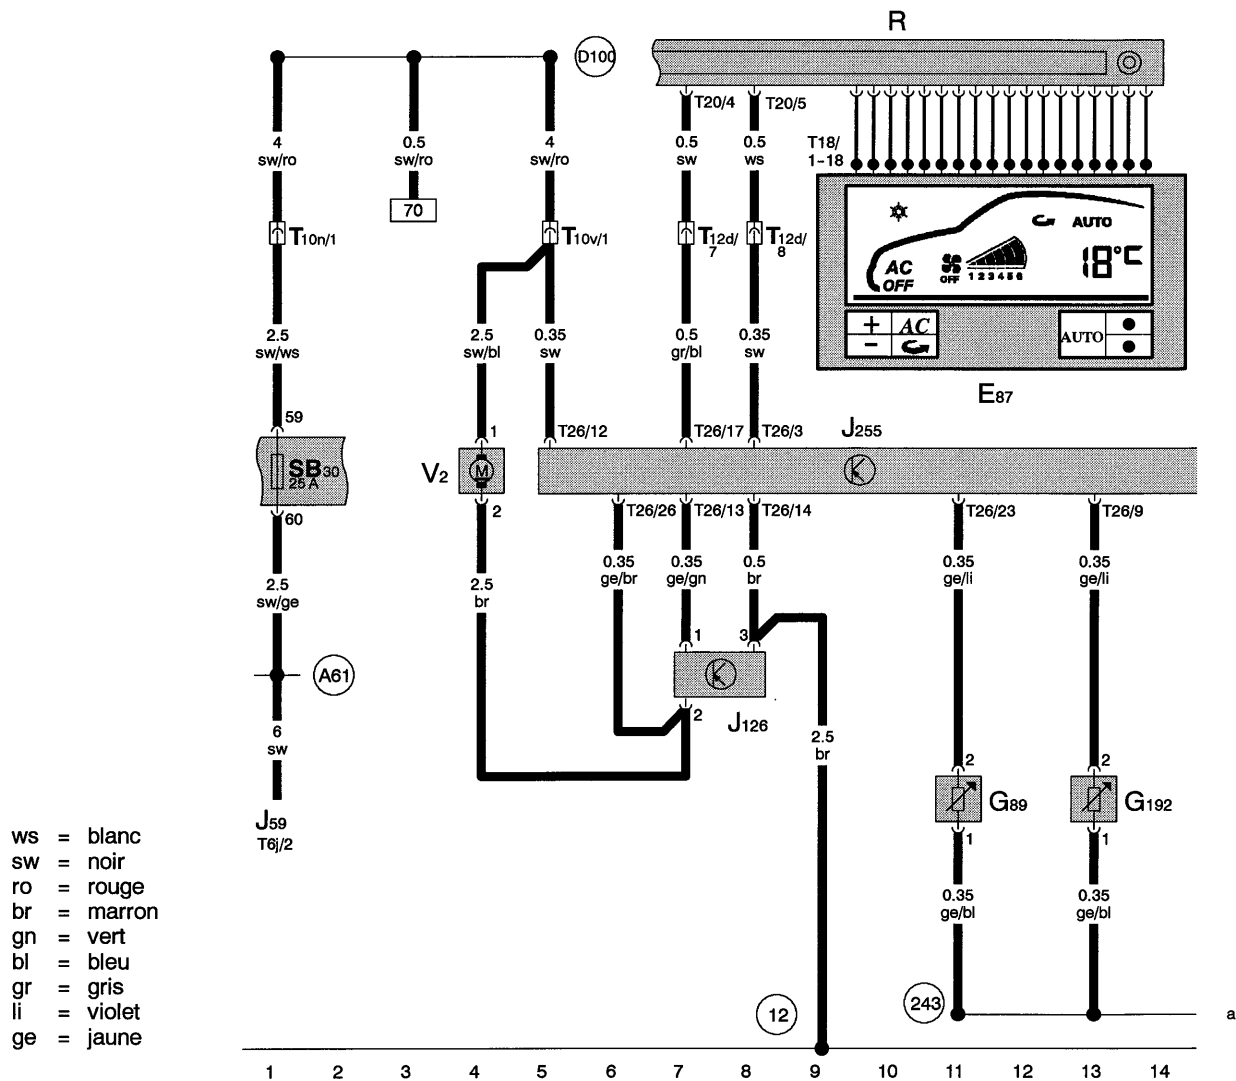 R
D100
T20/4
T20/5
4
sw/ro
0.5
sw/ro
4
sw/ro
0.5
sw
0.5
ws
T18/
1-18
70
T10n/1
T10v/1
T12d/
7
T12d/
8
AUTO
AC
OFF
OFF
1 2 3 4 5 6
18°C
+
AC
−
AUTO
2.5
sw/ws
2.5
sw/bl
0.35
sw
0.5
gr/bl
0.35
sw
E87
59
1
T26/12
T26/17
T26/3
J255
SB30
25 A
V2
M
60
2
T26/26
T26/13
T26/14
T26/23
T26/9
2.5
sw/ge
2.5
br
0.35
ge/br
0.35
ge/gn
0.5
br
0.35
ge/li
0.35
ge/li
1
3
A61
2
J126
6
sw
2.5
br
2
2
G89
G192
J59
T6j/2
1
1
0.35
ge/bl
0.35
ge/bl
ws = blanc
sw = noir
ro = rouge
br = marron
gn = vert
bl = bleu
gr = gris
li = violet
ge = jaune
12
243
a
1 2 3 4 5 6 7 8 9 10 11 12 13 14